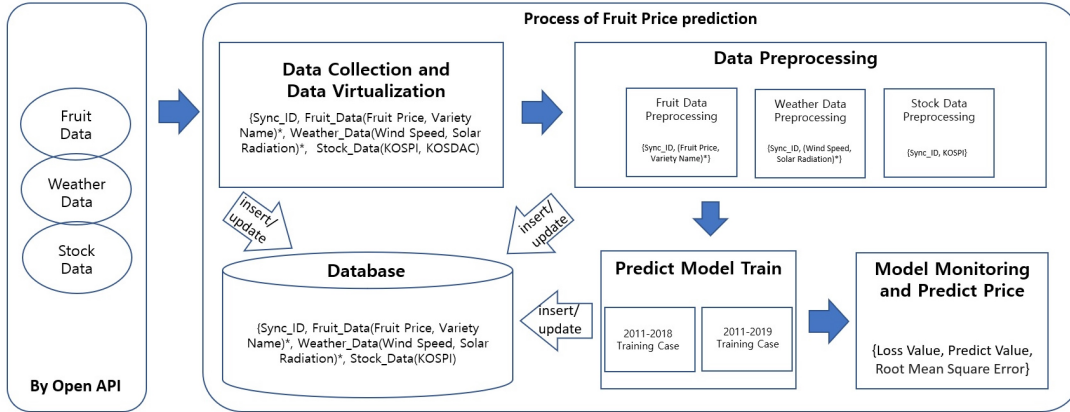 Process of Fruit Price prediction
Fruit
Data
Weather
Data
Stock
Data
By Open API
Data Collection and
Data Virtualization
{Sync_ID, Fruit_Data(Fruit Price, Variety
Name)*, Weather_Data(Wind Speed, Solar
Radiation)*, Stock_Data(KOSPI, KOSDAC)
Data Preprocessing
Fruit Data
Preprocessing
{Sync_ID, (Fruit Price,
Variety Name)*}
Weather Data
Preprocessing
{Sync_ID, (Wind Speed,
Solar Radiation)*}
Stock Data
Preprocessing
{Sync_ID, KOSPI}
insert/
update
insert/
update
Database
{Sync_ID, Fruit_Data(Fruit Price, Variety
Name)*, Weather_Data(Wind Speed, Solar
Radiation)*, Stock_Data(KOSPI)
insert/
update
Predict Model Train
2011-2018
Training Case
2011-2019
Training Case
Model Monitoring
and Predict Price
{Loss Value, Predict Value,
Root Mean Square Error}